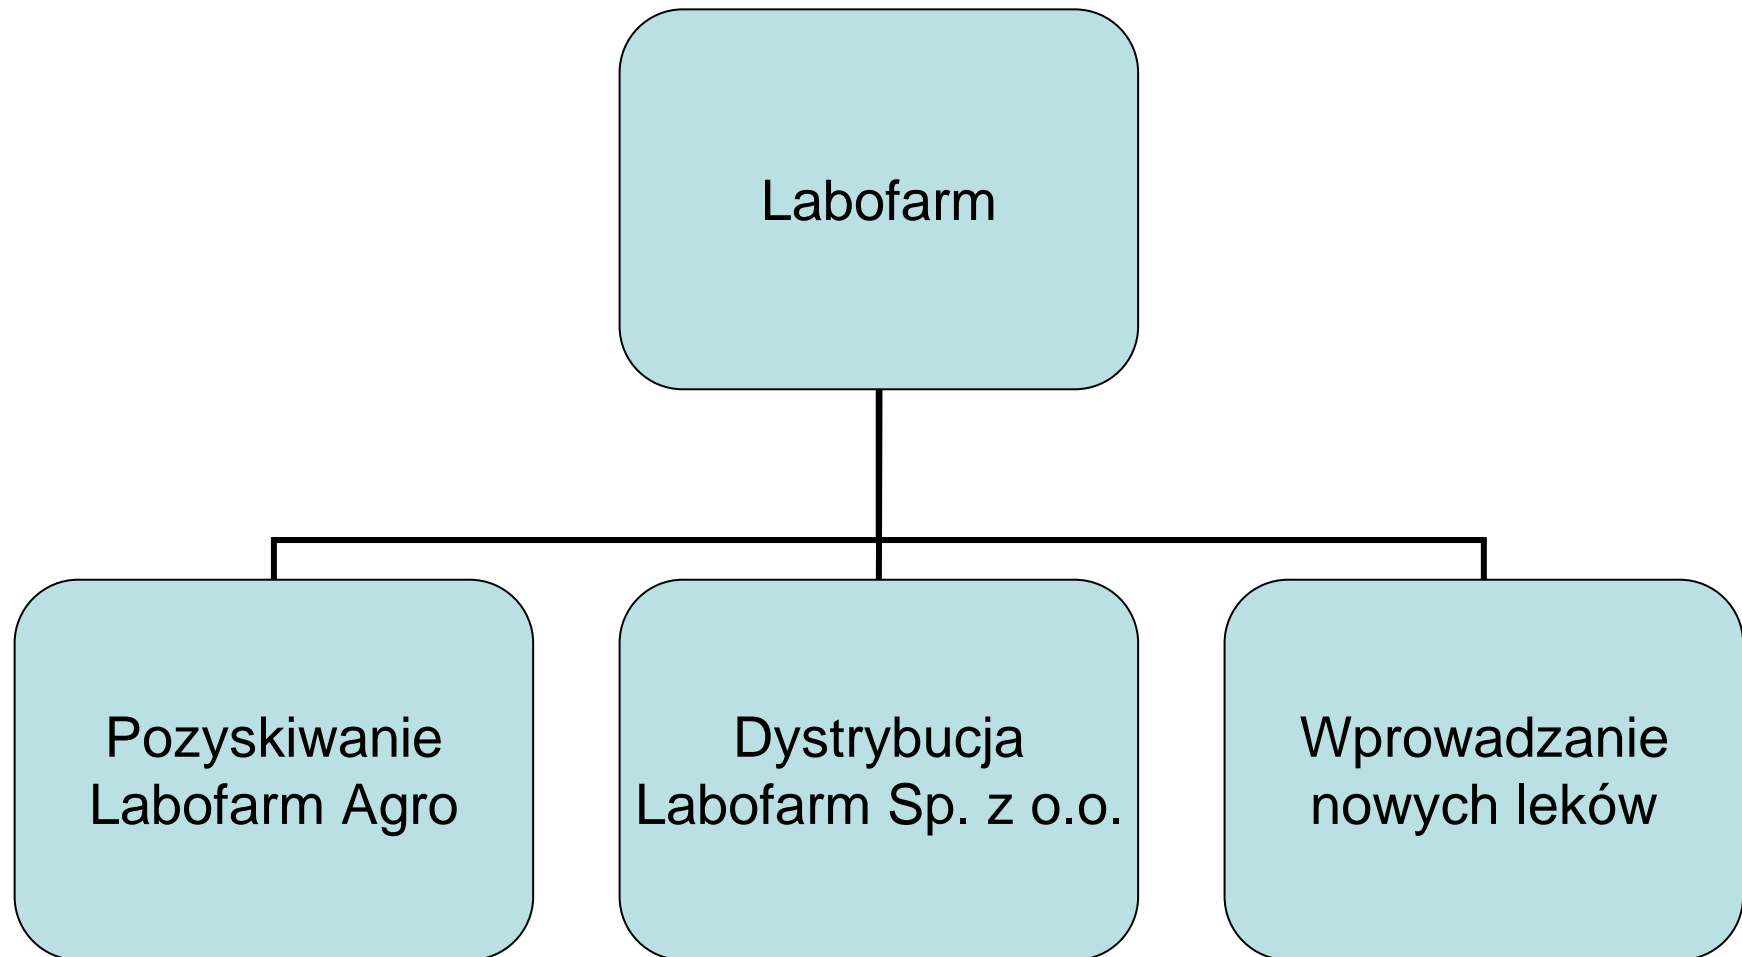 Labofarm
Pozyskiwanie
Labofarm Agro
Dystrybucja
Labofarm Sp. z o.o.
Wprowadzanie
nowych leków